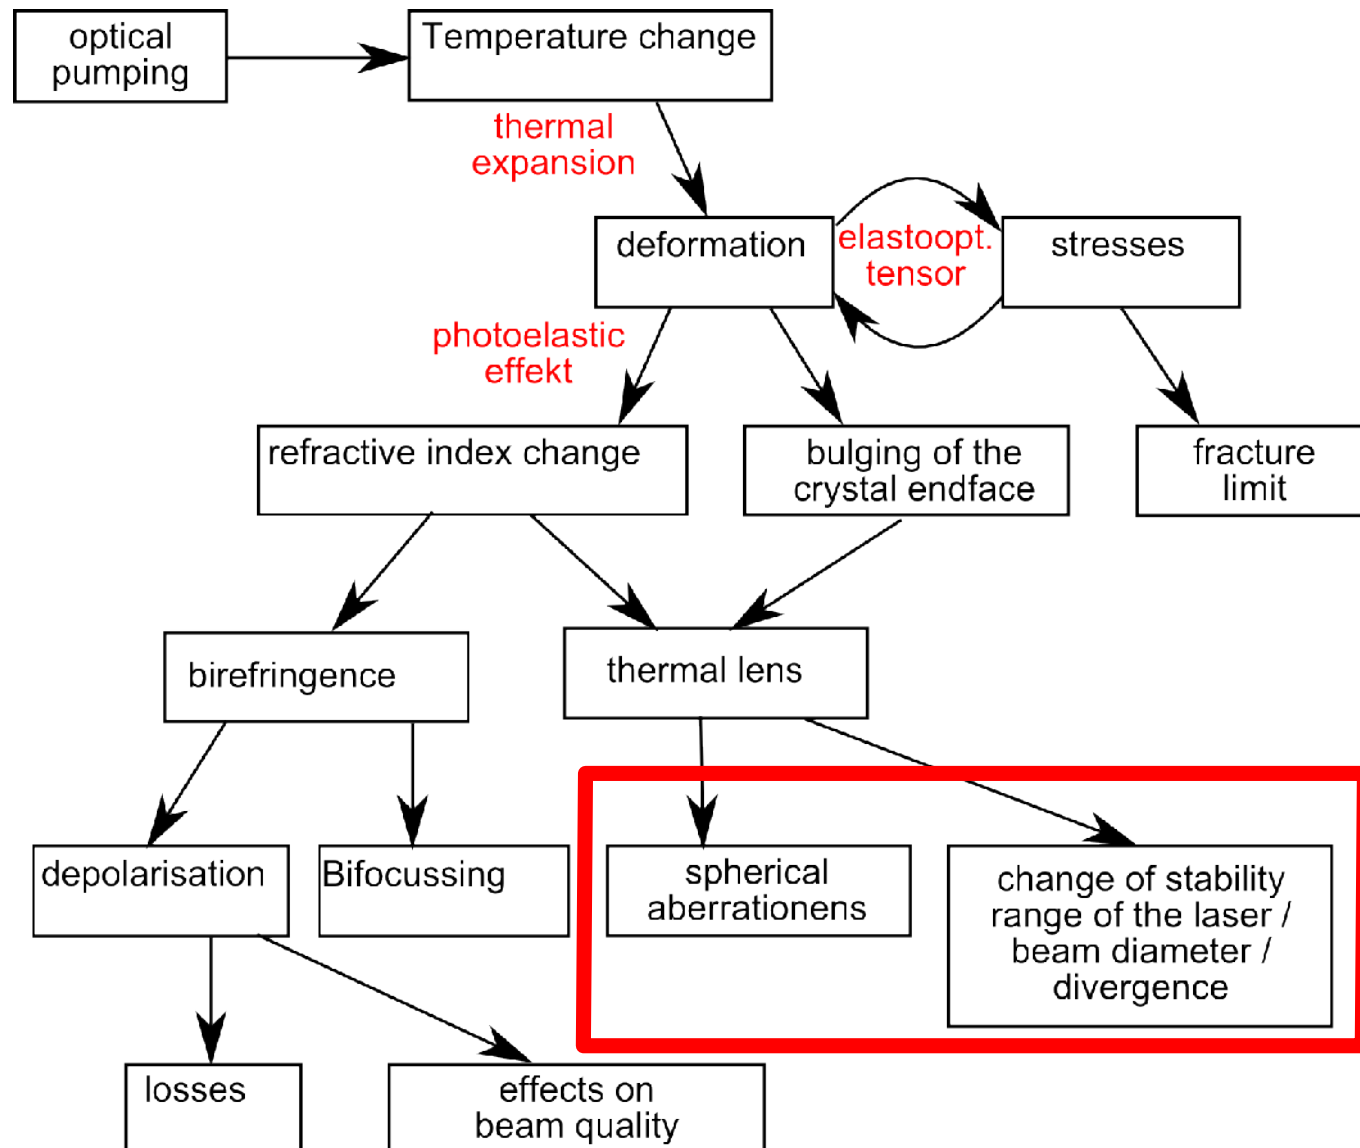 optical
pumping
Temperature change
thermal
expansion
deformation
elastoopt.
tensor
stresses
photoelastic
effekt
refractive index change
bulging of the
crystal endface
fracture
limit
birefringence
thermal lens
depolarisation
Bifocussing
spherical
aberrationens
change of stability
range of the laser /
beam diameter /
divergence
losses
effects on
beam quality